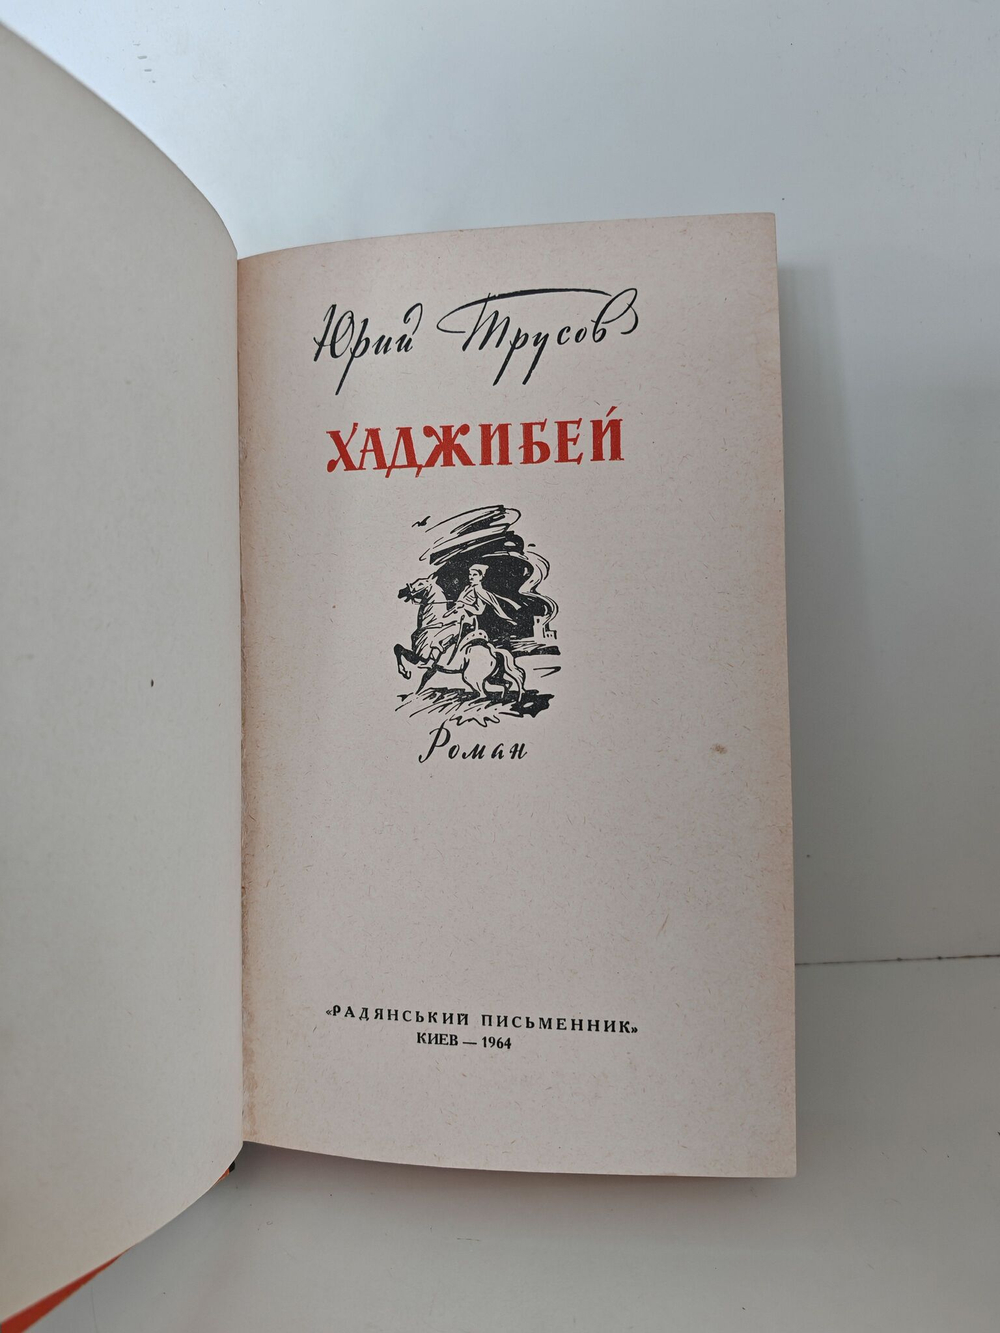 Юрий Трусов
ХАДЖИБЕЙ
Роман
«РАДЯНСЬКИЙ ПИСЬМЕННИК»
КИЕВ — 1964